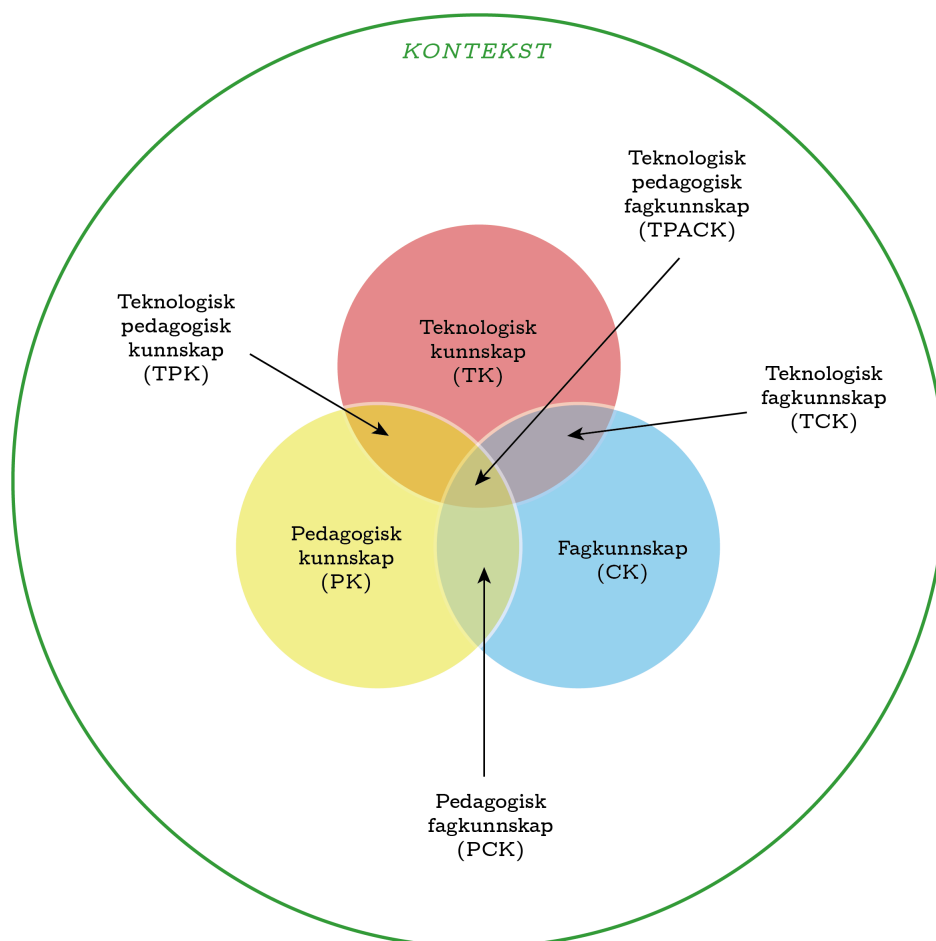 KONTEKST
Teknologisk
pedagogisk
fagkunnskap
(TPACK)
Teknologisk
pedagogisk
kunnskap
(TPK)
Teknologisk
kunnskap
(TK)
Teknologisk
fagkunnskap
(TCK)
Pedagogisk
kunnskap
(PK)
Fagkunnskap
(CK)
Pedagogisk
fagkunnskap
(PCK)